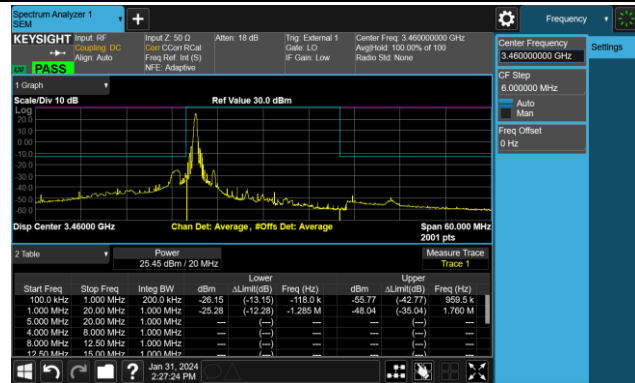 Spectrum Analyzer 1
SEM
Frequency
KEYSIGHT
Input: RF
Coupling: DC
Align: Auto
Input Z: 50 Ω
Corr CCorr RCal
Freq Ref: Int (S)
NFE: Adaptive
Atten: 18 dB
Trig: External 1
Gate: LO
IF Gain: Low
Center Freq: 3.460000000 GHz
Avg|Hold: 100.00% of 100
Radio Std: None
PASS
Center Frequency
3.460000000 GHz
Settings
CF Step
6.000000 MHz
Auto
Man
Freq Offset
0 Hz
1 Graph
Scale/Div 10 dB
Ref Value 30.0 dBm
Log
20.0
10.0
0.00
-10.0
-20.0
-30.0
-40.0
-50.0
-60.0
Disp Center 3.46000 GHz
Chan Det: Average, #Offs Det: Average
Span 60.000 MHz
2001 pts
2 Table
Power
25.45 dBm / 20 MHz
Measure Trace
Trace 1
Lower Upper
Start Freq Stop Freq Integ BW dBm ΔLimit(dB) Freq (Hz) dBm ΔLimit(dB) Freq (Hz)
100.0 kHz 1.000 MHz 200.0 kHz -26.15 (-13.15) -118.0 k -55.77 (-42.77) 959.5 k
1.000 MHz 20.00 MHz 1.000 MHz -25.28 (-12.28) -1.285 M -48.04 (-35.04) 1.760 M
5.000 MHz 20.00 MHz 1.000 MHz --- (---) --- --- (---) ---
4.000 MHz 8.000 MHz 1.000 MHz --- (---) --- --- (---) ---
8.000 MHz 12.50 MHz 1.000 MHz --- (---) --- --- (---) ---
12.50 MHz 15.00 MHz 1.000 MHz --- (---) --- --- (---) ---
Jan 31, 2024
2:27:24 PM